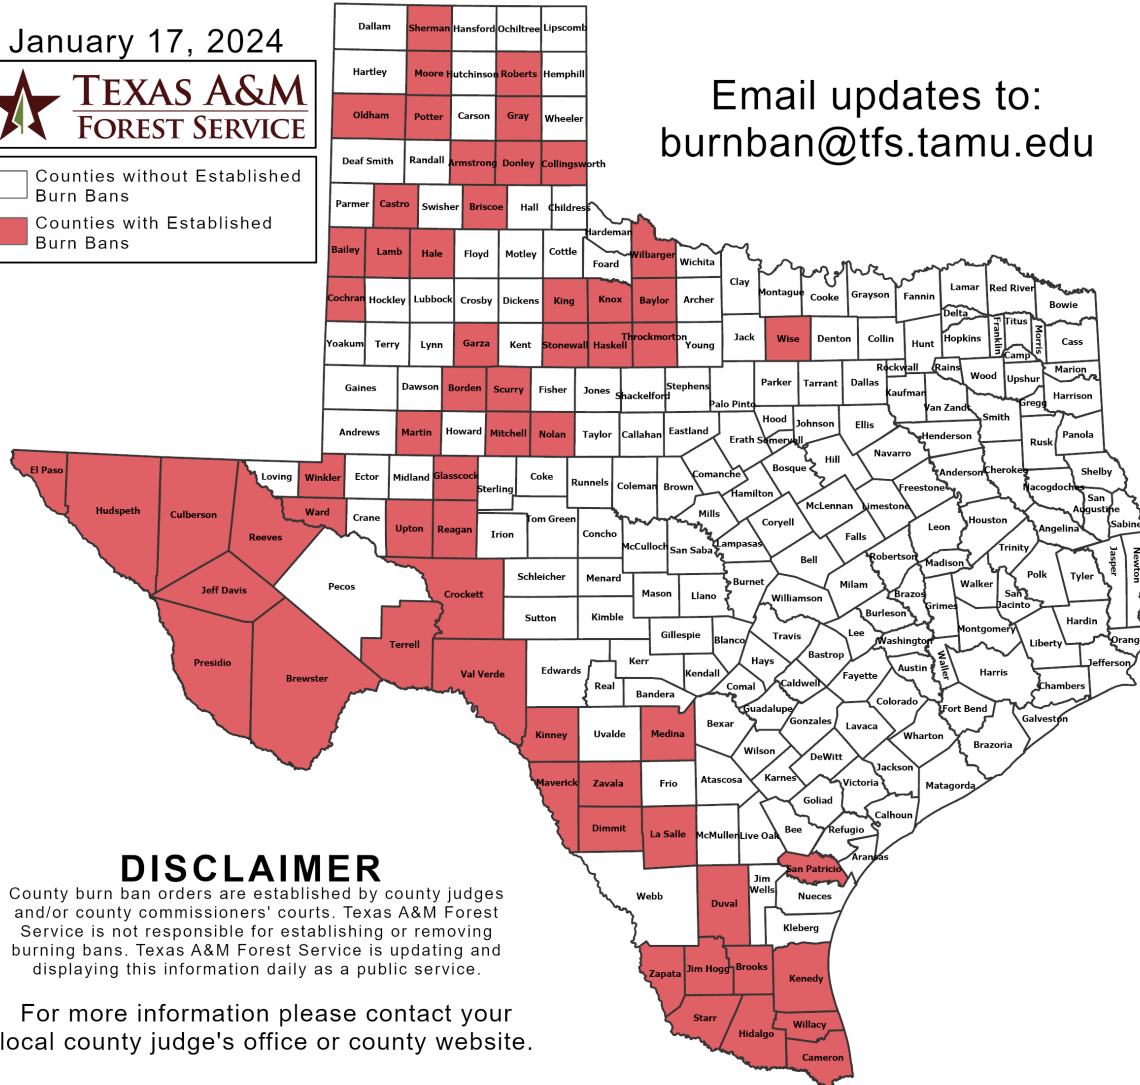 January 17, 2024
TEXAS A&M
FOREST SERVICE
Counties without Established
Burn Bans
Counties with Established
Burn Bans
Email updates to:
burnban@tfs.tamu.edu
Dallam Sherman Hansford Ochiltree Lipscomb
Hartley Moore Hutchinson Roberts Hemphill
Oldham Potter Carson Gray Wheeler
Deaf Smith Randall Armstrong Donley Collingsworth
Parmer Castro Swisher Briscoe Hall Childress
Hardeman
Bailey Lamb Hale Floyd Motley Cottle Foard Wilbarger Wichita
Clay Montague Cooke Grayson Fannin Lamar Red River Bowie
Cochran Hockley Lubbock Crosby Dickens King Knox Baylor Archer
Delta Franklin Titus Morris Cass
Yoakum Terry Lynn Garza Kent Stonewall Haskell Throckmorton Young Jack Wise Denton Collin Hunt Hopkins Camp
Rockwall Rains Wood Upshur Marion
Gaines Dawson Borden Scurry Fisher Jones Shackelford Stephens Palo Pinto Parker Tarrant Dallas Kaufman Van Zandt Smith Gregg Harrison
Andrews Martin Howard Mitchell Nolan Taylor Callahan Eastland Erath Hood Somervell Johnson Ellis Henderson Rusk Panola
El Paso Loving Winkler Ector Midland Glasscock Sterling Coke Runnels Coleman Brown Comanche Hamilton Bosque Hill Navarro Anderson Cherokee Shelby
Hudspeth Culberson Reeves Ward Crane Upton Reagan Irion Tom Green Concho Mills Coryell McLennan Limestone Freestone Leon Houston Nacogdoches San Augustine Sabine
Angelina
McCulloch San Saba Lampasas Bell Falls Robertson Madison Trinity Jasper Newton
Jeff Davis Pecos Crockett Schleicher Menard Mason Llano Burnet Williamson Milam Brazos Grimes Walker San Jacinto Polk Tyler
Presidio Brewster Terrell Val Verde Sutton Kimble Gillespie Blanco Travis Lee Burleson Washington Montgomery Liberty Hardin Orang
Edwards Real Kerr Bandera Kendall Comal Hays Caldwell Bastrop Fayette Austin Waller Harris Chambers Jefferson
Kinney Uvalde Medina Bexar Guadalupe Gonzales Lavaca Colorado Wharton Fort Bend Brazoria Galveston
Maverick Zavala Frio Atascosa Wilson Karnes DeWitt Victoria Jackson Matagorda
Dimmit La Salle McMullen Live Oak Bee Goliad Refugio Calhoun Aransas
Webb Duval Jim Wells San Patricio Nueces
Kleberg
Zapata Jim Hogg Brooks Kenedy
Starr Hidalgo Willacy
Cameron
DISCLAIMER
County burn ban orders are established by county judges
and/or county commissioners' courts. Texas A&M Forest
Service is not responsible for establishing or removing
burning bans. Texas A&M Forest Service is updating and
displaying this information daily as a public service.
For more information please contact your
local county judge's office or county website.